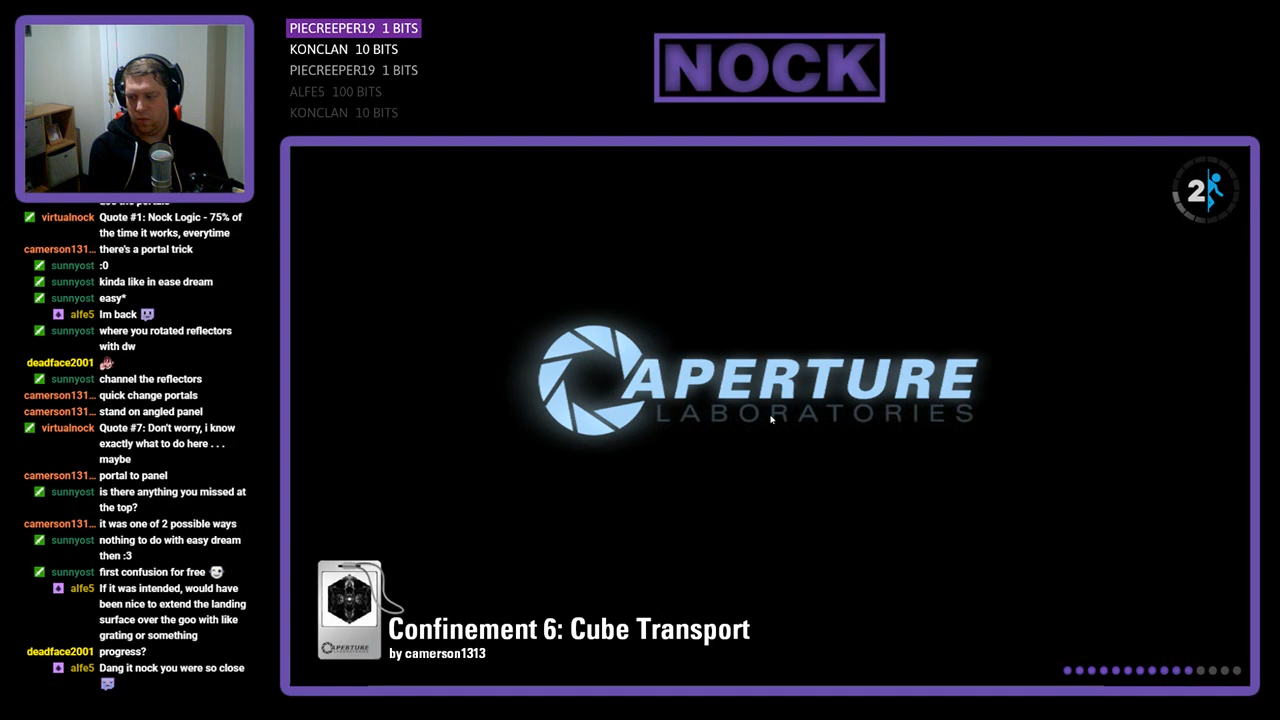 PIECREEPER19 1 BITS
KONCLAN 10 BITS
PIECREEPER19 1 BITS
ALFE5 100 BITS
KONCLAN 10 BITS
NOCK
virtualnock Quote #1: Nock Logic - 75% of
the time it works, everytime
camerson131... there's a portal trick
sunnyost :0
sunnyost kinda like in ease dream
sunnyost easy*
alfe5 Im back
sunnyost where you rotated reflectors
with dw
deadface2001
sunnyost channel the reflectors
camerson131... quick change portals
camerson131... stand on angled panel
virtualnock Quote #7: Don't worry, i know
exactly what to do here . . .
maybe
camerson131... portal to panel
sunnyost is there anything you missed at
the top?
camerson131... it was one of 2 possible ways
sunnyost nothing to do with easy dream
then :3
sunnyost first confusion for free
alfe5 If it was intended, would have
been nice to extend the landing
surface over the goo with like
grating or something
deadface2001 progress?
alfe5 Dang it nock you were so close
2
APERTURE
LABORATORIES
APERTURE
Confinement 6: Cube Transport
by camerson1313